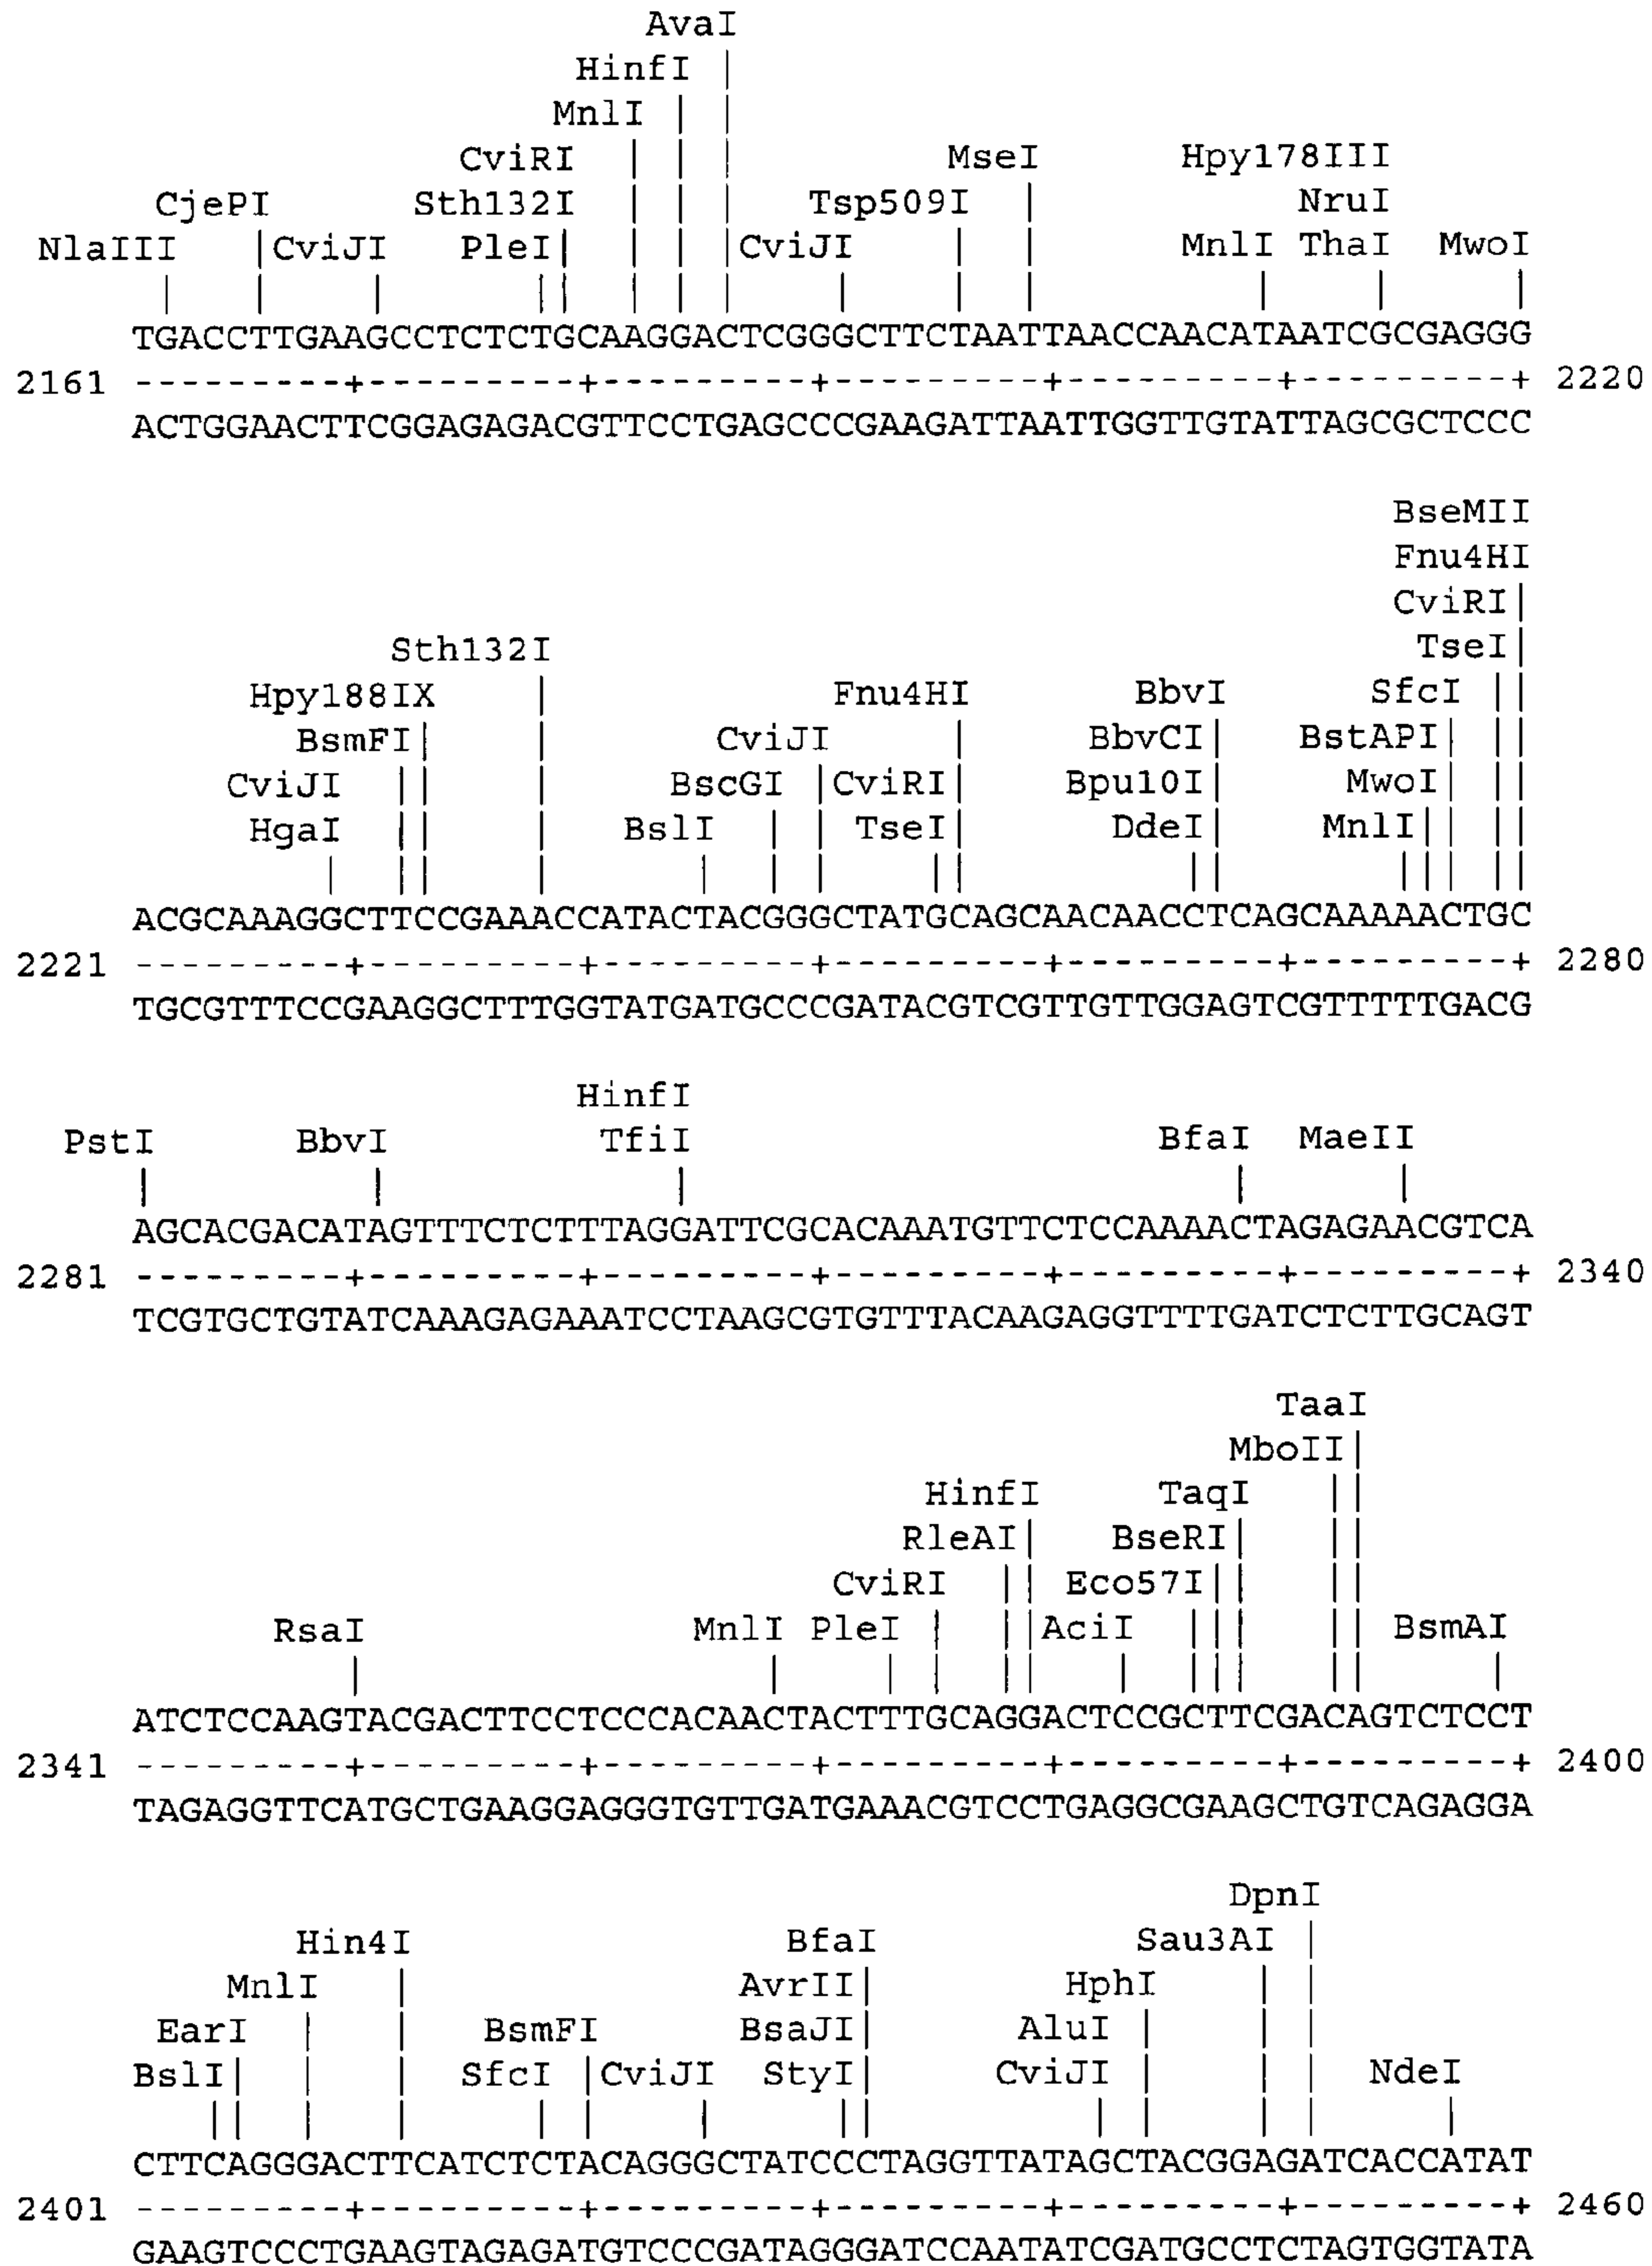 AvaI
HinfI |
MnlI | |
CviRI | | | MseI Hpy178III
CjePI Sth132I | | | Tsp509I | NruI
NlaIII |CviJI PleI| | | |CviJI | | MnlI ThaI MwoI
| | | || | | | | | | | | |
TGACCTTGAAGCCTCTCTGCAAGGACTCGGGCTTCTAATTAACCAACATAATCGCGAGGG
2161 ---------+---------+---------+---------+---------+---------+ 2220
ACTGGAACTTCGGAGAGACGTTCCTGAGCCCGAAGATTAATTGGTTGTATTAGCGCTCCC
BseMII
Fnu4HI
CviRI|
Sth132I TseI|
Hpy188IX | Fnu4HI BbvI SfcI ||
BsmFI| | CviJI | BbvCI| BstAPI| ||
CviJI || | BscGI |CviRI| Bpu10I| MwoI| ||
HgaI || | BslI | | TseI| DdeI| MnlI|| ||
| || | | | | || || ||| ||
ACGCAAAGGCTTCCGAAACCATACTACGGGCTATGCAGCAACAACCTCAGCAAAAACTGC
2221 ---------+---------+---------+---------+---------+---------+ 2280
TGCGTTTCCGAAGGCTTTGGTATGATGCCCGATACGTCGTTGTTGGAGTCGTTTTTGACG
HinfI
PstI BbvI TfiI BfaI MaeII
| | | | |
AGCACGACATAGTTTCTCTTTAGGATTCGCACAAATGTTCTCCAAAACTAGAGAACGTCA
2281 ---------+---------+---------+---------+---------+---------+ 2340
TCGTGCTGTATCAAAGAGAAATCCTAAGCGTGTTTACAAGAGGTTTTGATCTCTTGCAGT
TaaI
MboII|
HinfI TaqI ||
RleAI| BseRI| ||
CviRI || Eco57I|| ||
RsaI MnlI PleI | ||AciI ||| || BsmAI
| | | | || | ||| || |
ATCTCCAAGTACGACTTCCTCCCACAACTACTTTGCAGGACTCCGCTTCGACAGTCTCCT
2341 ---------+---------+---------+---------+---------+---------+ 2400
TAGAGGTTCATGCTGAAGGAGGGTGTTGATGAAACGTCCTGAGGCGAAGCTGTCAGAGGA
DpnI
Hin4I BfaI Sau3AI |
MnlI | AvrII| HphI | |
EarI | | BsmFI BsaJI| AluI | | |
BslI| | | SfcI |CviJI StyI| CviJI | | | NdeI
|| | | | | | || | | | | |
CTTCAGGGACTTCATCTCTACAGGGCTATCCCTAGGTTATAGCTACGGAGATCACCATAT
2401 ---------+---------+---------+---------+---------+---------+ 2460
GAAGTCCCTGAAGTAGAGATGTCCCGATAGGGATCCAATATCGATGCCTCTAGTGGTATA